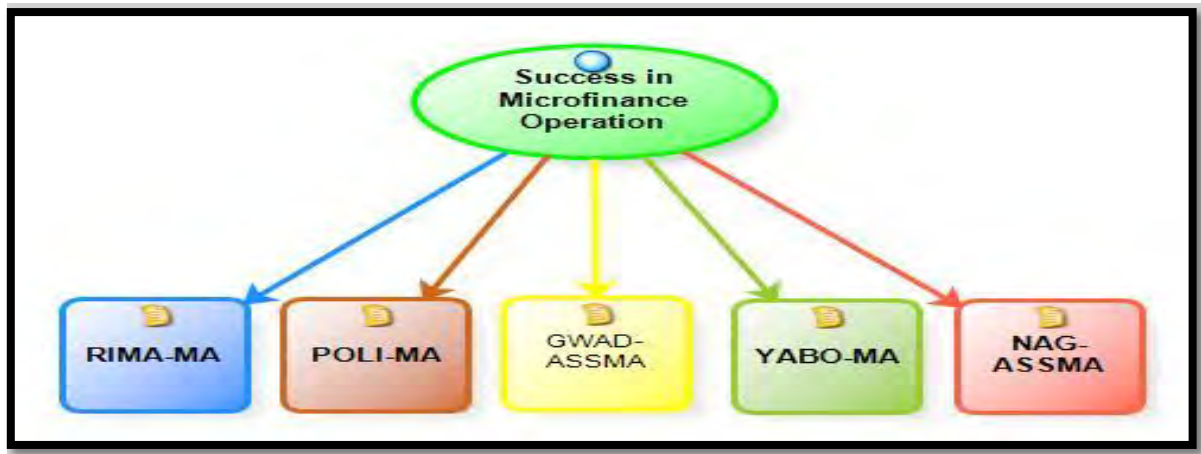 Success in
Microfinance
Operation
RIMA-MA
POLI-MA
GWAD-
ASSMA
YABO-MA
NAG-
ASSMA